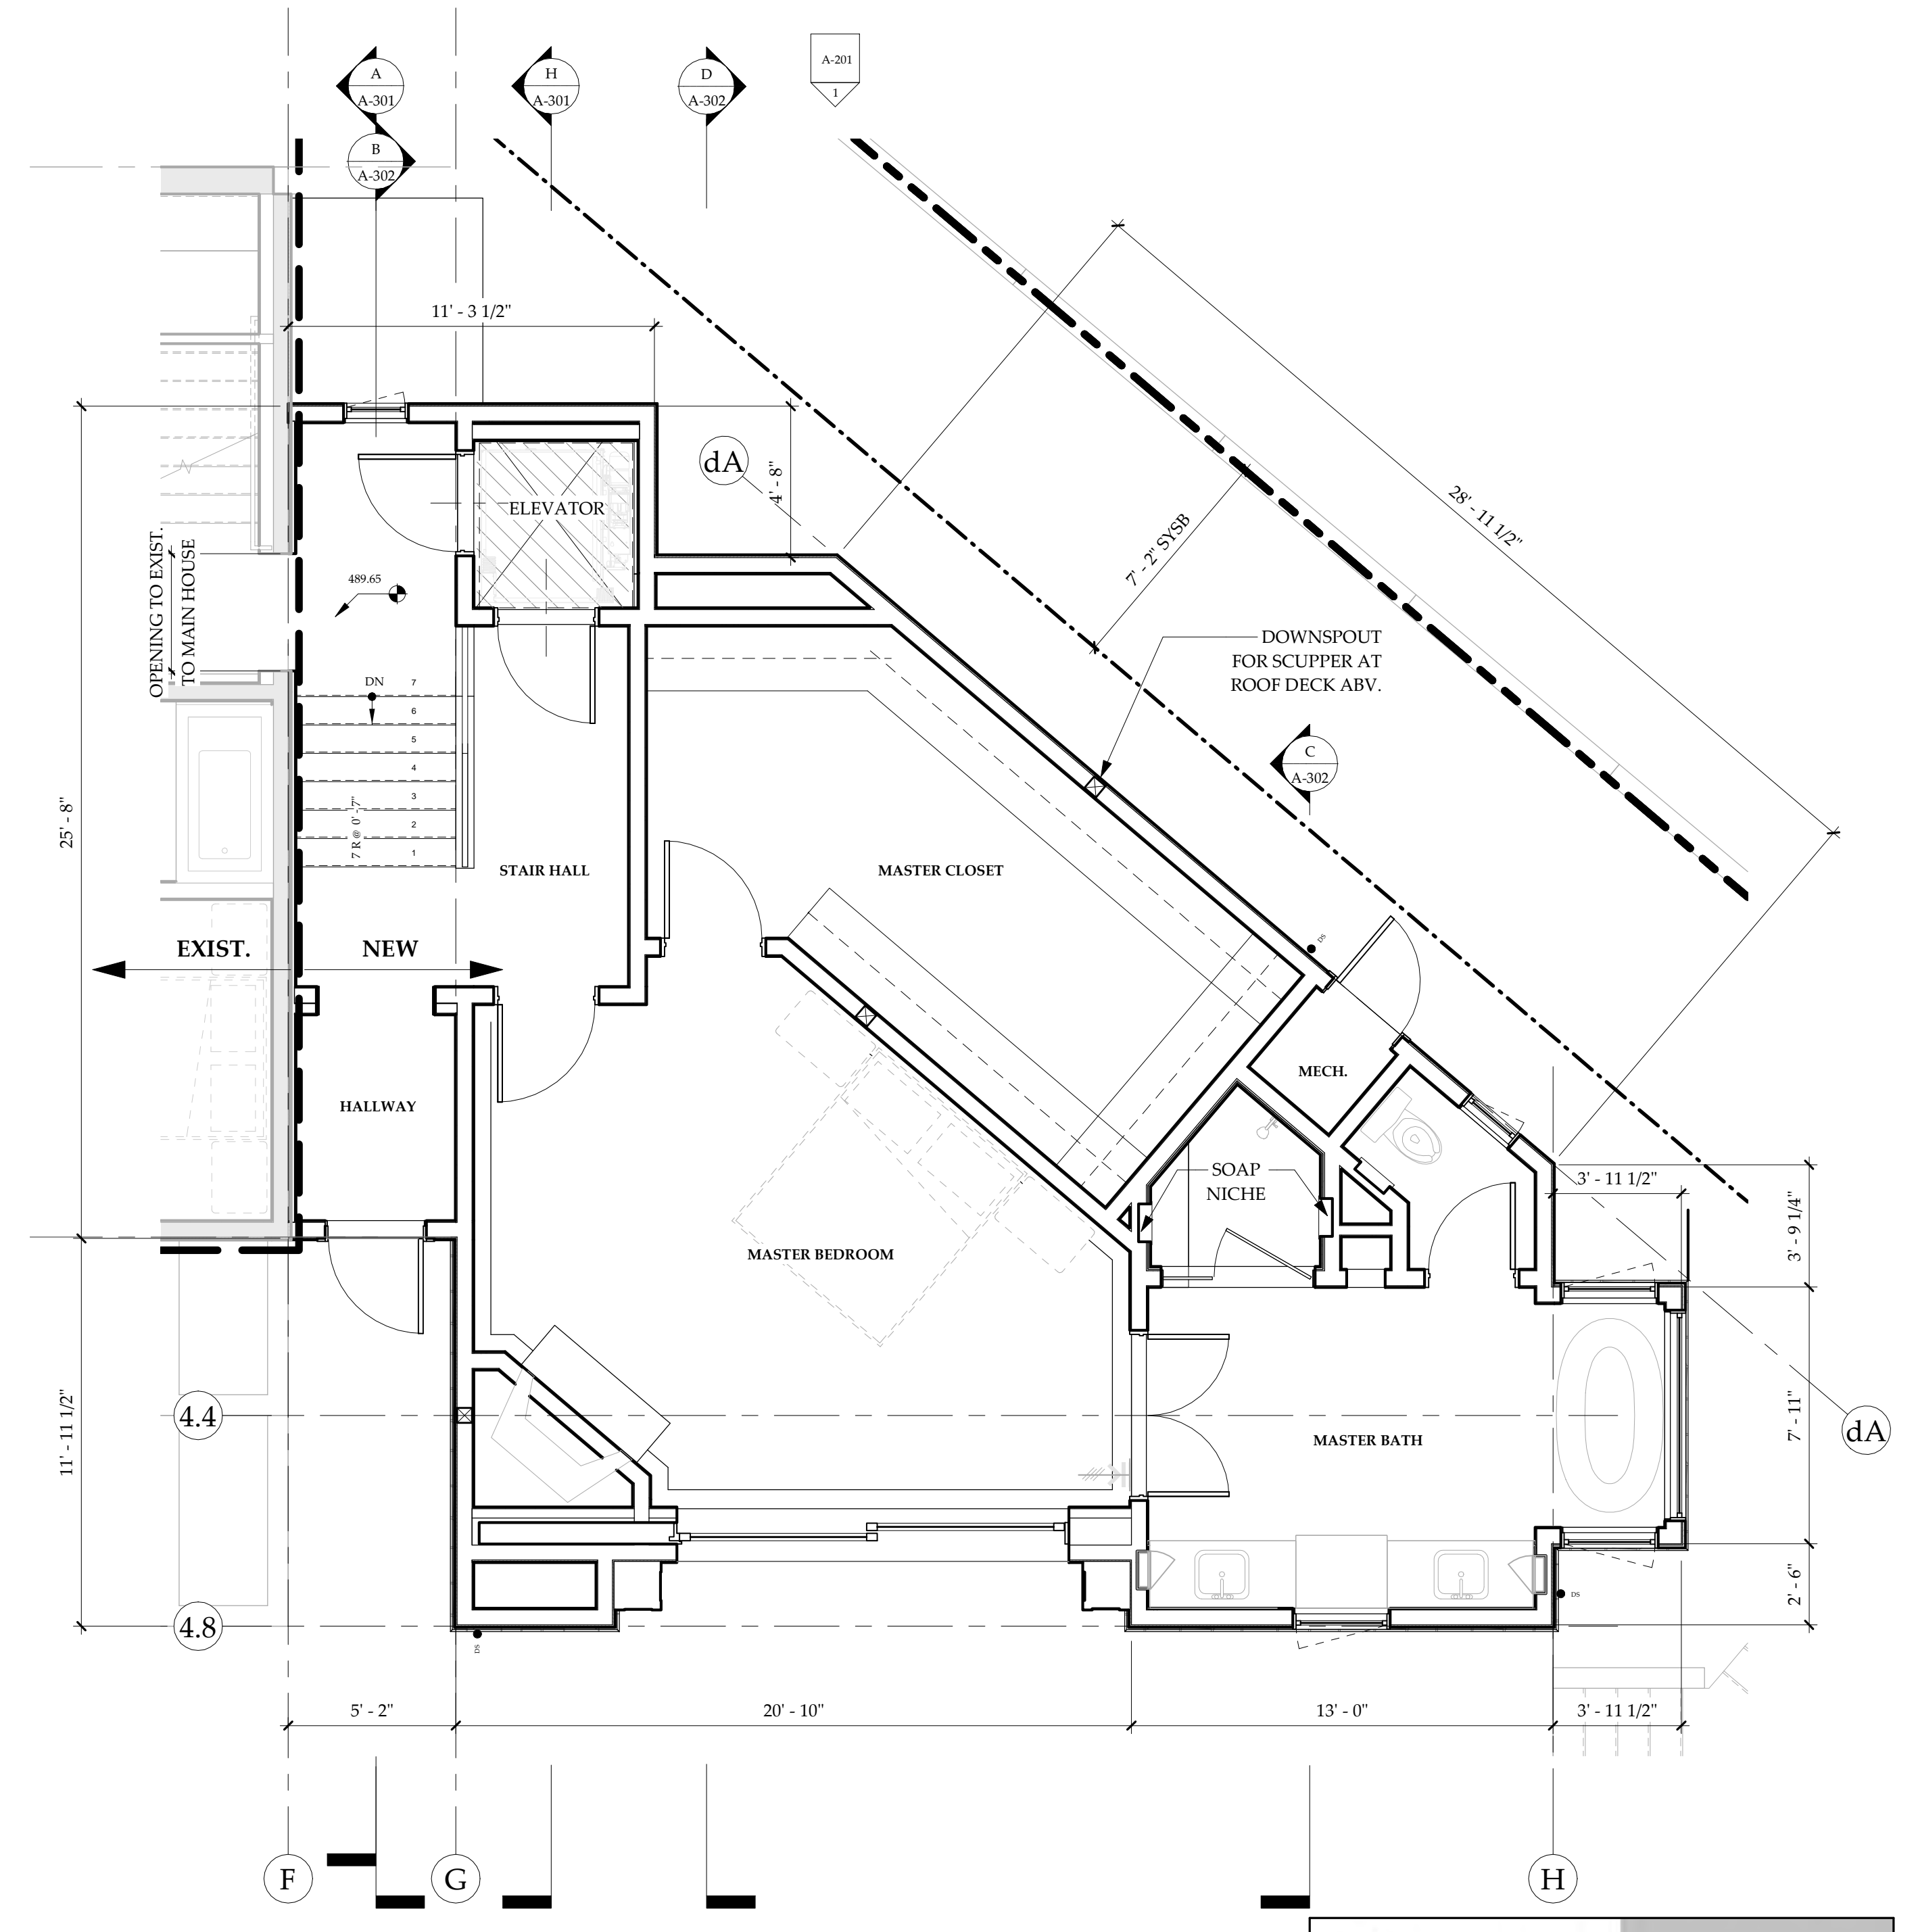 A
A-301
H
A-301
D
A-302
A-201
1
B
A-302
11' - 3 1/2"
dA
4' - 8"
ELEVATOR
28' - 11 1/2"
7' - 2" SYSB
OPENING TO EXIST.
TO MAIN HOUSE
489.65
DOWNSPOUT
FOR SCUPPER AT
ROOF DECK ABV.
DN
7
6
5
4
3
2
1
7 R @ 0' - 7"
C
A-302
25' - 8"
STAIR HALL
MASTER CLOSET
EXIST.
NEW
DS
MECH.
HALLWAY
SOAP
NICHE
3' - 11 1/2"
3' - 9 1/4"
MASTER BEDROOM
11' - 11 1/2"
4.4
MASTER BATH
7' - 11"
dA
4.8
DS
DS
2' - 6"
5' - 2"
20' - 10"
13' - 0"
3' - 11 1/2"
F
G
H